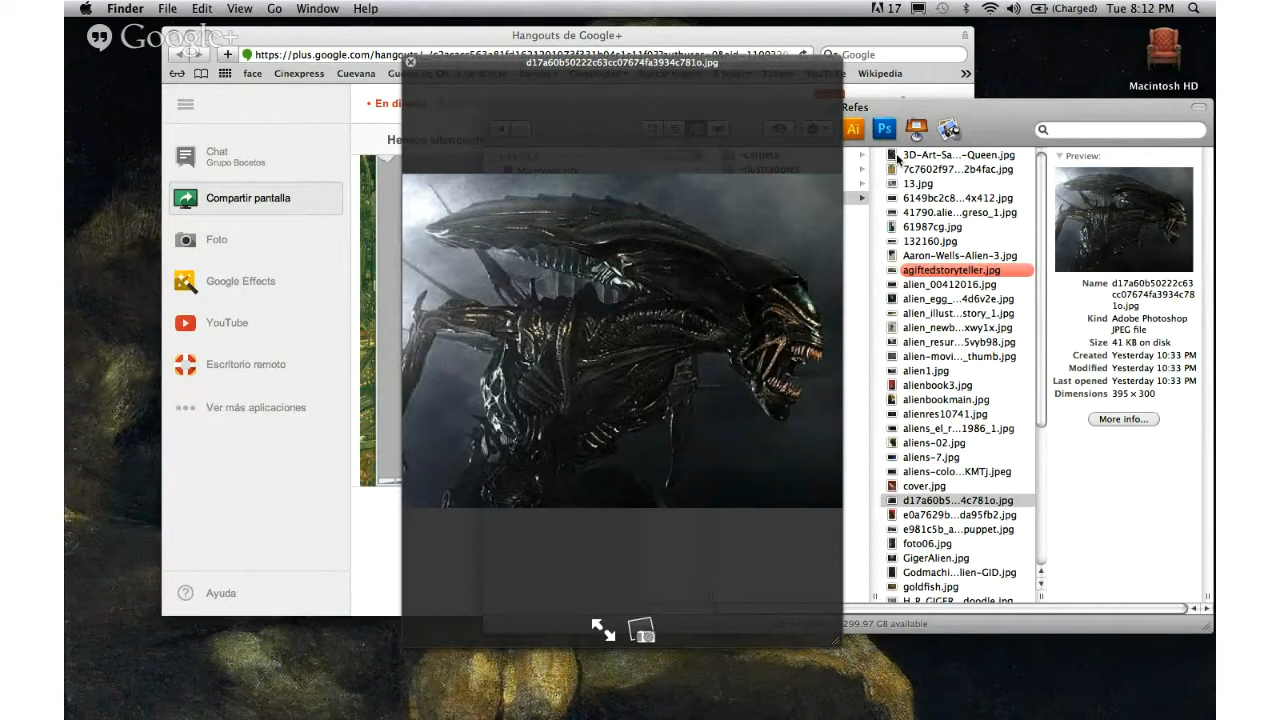 Finder File Edit View Go Window Help
17
(Charged) Tue 8:12 PM
Google+
Hangouts de Google+
https://plus.google.com/hangouts/
Google
face Cinexpress Cuevana
YouTube Wikipedia
d17a60b50222c63cc07674fa3934c781o.jpg
Macintosh HD
Refes
Ai Ps
• En di
Chat
Grupo Bocetos
Compartir pantalla
Foto
Google Effects
YouTube
Escritorio remoto
Ver más aplicaciones
Ayuda
3D-Art-Sa...-Queen.jpg
7c7602f97...2b4fac.jpg
13.jpg
6149bc2c8...4x412.jpg
41790.alie...greso_1.jpg
61987cg.jpg
132160.jpg
Aaron-Wells-Alien-3.jpg
agiftedstoryteller.jpg
alien_00412016.jpg
alien_egg_...4d6v2e.jpg
alien_illust...story_1.jpg
alien_newb...xwy1x.jpg
alien_resur...5vyb98.jpg
alien-movi..._thumb.jpg
alien1.jpg
alienbook3.jpg
alienbookmain.jpg
alienres10741.jpg
aliens_el_r...1986_1.jpg
aliens-02.jpg
aliens-7.jpg
aliens-colo...KMTj.jpeg
cover.jpg
d17a60b5...4c781o.jpg
e0a7629b...da95fb2.jpg
e981c5b_a...puppet.jpg
foto06.jpg
GigerAlien.jpg
Godmachi...lien-GID.jpg
goldfish.jpg
Preview:
Name d17a60b50222c63
cc07674fa3934c78
1o.jpg
Kind Adobe Photoshop
JPEG file
Size 41 KB on disk
Created Yesterday 10:33 PM
Modified Yesterday 10:33 PM
Last opened Yesterday 10:33 PM
Dimensions 395 × 300
More info...
299.97 GB available